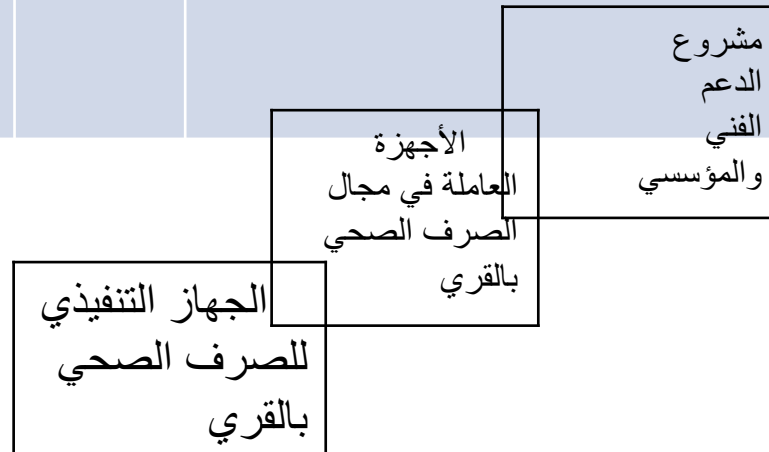 مشروع
الدعم
الفني
والمؤسسي
الأجهزة
العاملة في مجال
الصرف الصحي
بالقري
الجهاز التنفيذي
للصرف الصحي
بالقري